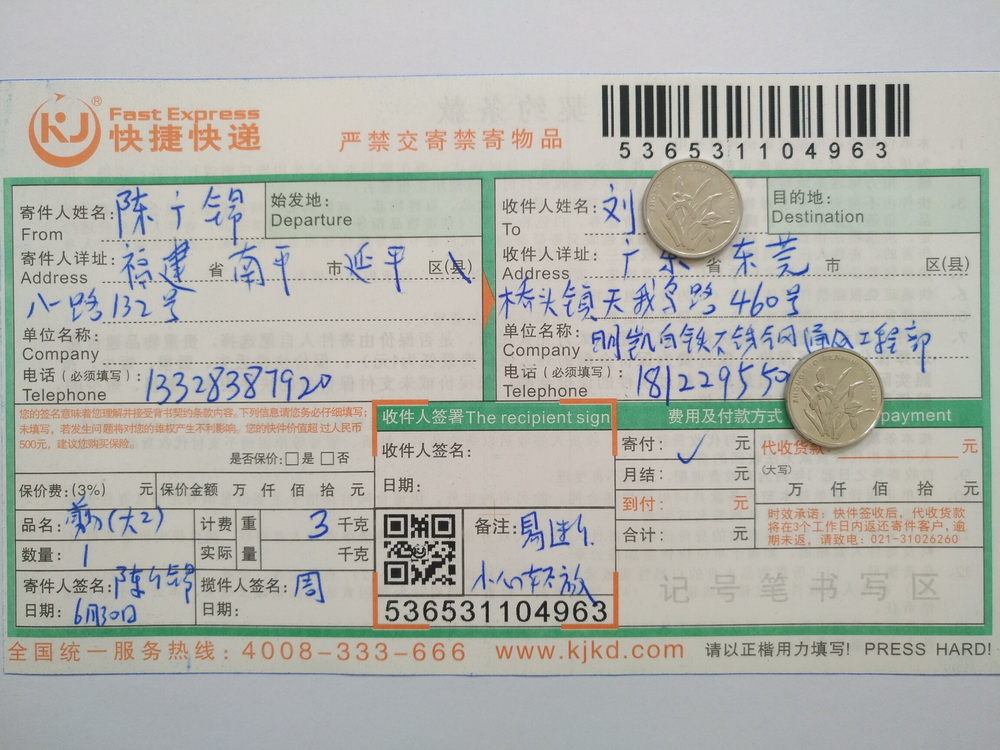 Fast Express
快捷快递
严禁交寄禁寄物品
536531104963
寄件人姓名: 陈广锦
From
始发地:
Departure
寄件人详址: 福建 省 南平 市 延平 区(县)
Address
八一路132号
单位名称:
Company
电话(必须填写): 13328387920
Telephone
收件人姓名: 刘
To
目的地:
Destination
收件人详址: 广东 省 东莞 市 区(县)
Address
桥头镇 路460号
单位名称: 明凯白铁不锈钢 工程部
Company
电话(必须填写): 181229550
Telephone
您的签名意味着您理解并接受背书契约条款内容。下列信息请您务必仔细填写;
未填写,若发生问题将对您的谁权产生不利影响。您的快件价值超过人民币
500元,建议您购买保险。
是否保价: □是 □否
保价费:(3%) 元 保价金额 万 仟 佰 拾 元
品名: (大2)
计费 重 3 千克
数量: 1
实际 量 千克
寄件人签名: 陈广锦
日期: 6月30日
揽件人签名: 周
日期:
收件人签署 The recipient sign
收件人签名:
日期:
备注: 易碎
小心轻放
536531104963
费用及付款方式 payment
寄付: ✓ 元
月结: 元
到付: 元
合计: 元
代收货款
(大写)
万 仟 佰 拾 元
时效承诺: 快件签收后,代收货款
将在3个工作日内返还寄件客户,逾
期未返,请致电: 021-31026260
记号笔书写区
全国统一服务热线: 4008-333-666 www.kjkd.com 请以正楷用力填写! PRESS HARD!